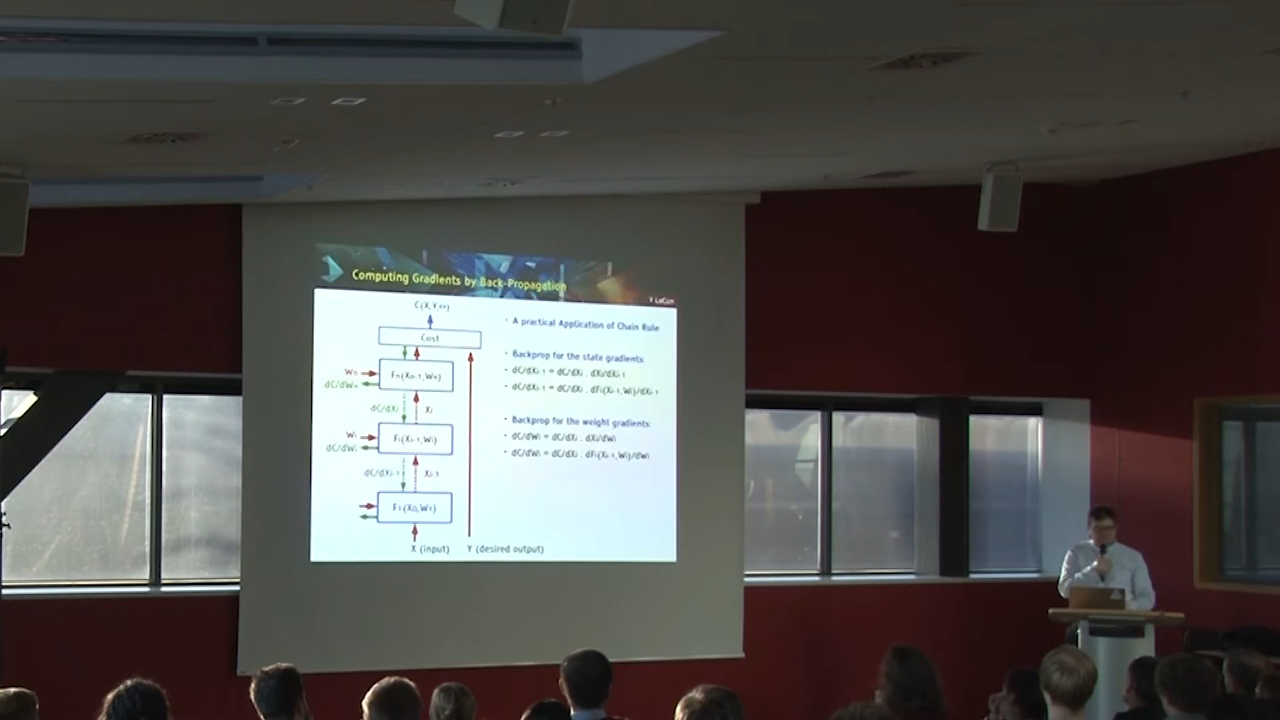 Computing Gradients by Back-Propagation
Y LeCun
C(X,Y,Θ)
Cost
Wn
Fn(Xn-1,Wn)
dC/dWn
dC/dXi
Xi
Wi
Fi(Xi-1,Wi)
dC/dWi
dC/dXi-1
Xi-1
F1(X0,W1)
X (input)
Y (desired output)
• A practical Application of Chain Rule
• Backprop for the state gradients:
• dC/dXi-1 = dC/dXi . dXi/dXi-1
• dC/dXi-1 = dC/dXi . dFi(Xi-1,Wi)/dXi-1
• Backprop for the weight gradients:
• dC/dWi = dC/dXi . dXi/dWi
• dC/dWi = dC/dXi . dFi(Xi-1,Wi)/dWi